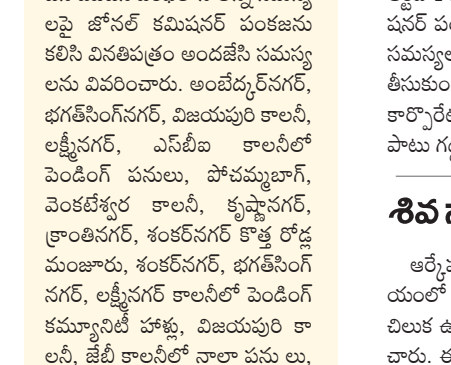 లపై జోనల్ కమిషనర్ పంకజను
కలిసి వినతిపత్రం అందజేసి సమస్య
లను వివరించారు. అంబేద్కర్‌నగర్,
భగత్‌సింగ్‌నగర్, విజయపురి కాలనీ,
లక్ష్మీనగర్, ఎస్‌బీఐ కాలనీలో
పెండింగ్ పనులు, పోచమ్మబాగ్,
వెంకటేశ్వర కాలనీ, కృష్ణానగర్,
క్రాంతినగర్, శంకర్‌నగర్ కొత్త రోడ్ల
మంజూరు, శంకర్‌నగర్, భగత్‌సింగ్
నగర్, లక్ష్మీనగర్ కాలనీలో పెండింగ్
కమ్యూనిటీ హాళ్లు, విజయపురి కా
లనీ, జేబీ కాలనీలో నాలా పను లు,
షనర్
సమస్యల
తీసుకుం
కార్పొరే
పాటు
శివ
యంలో
చిలుక
చారు.